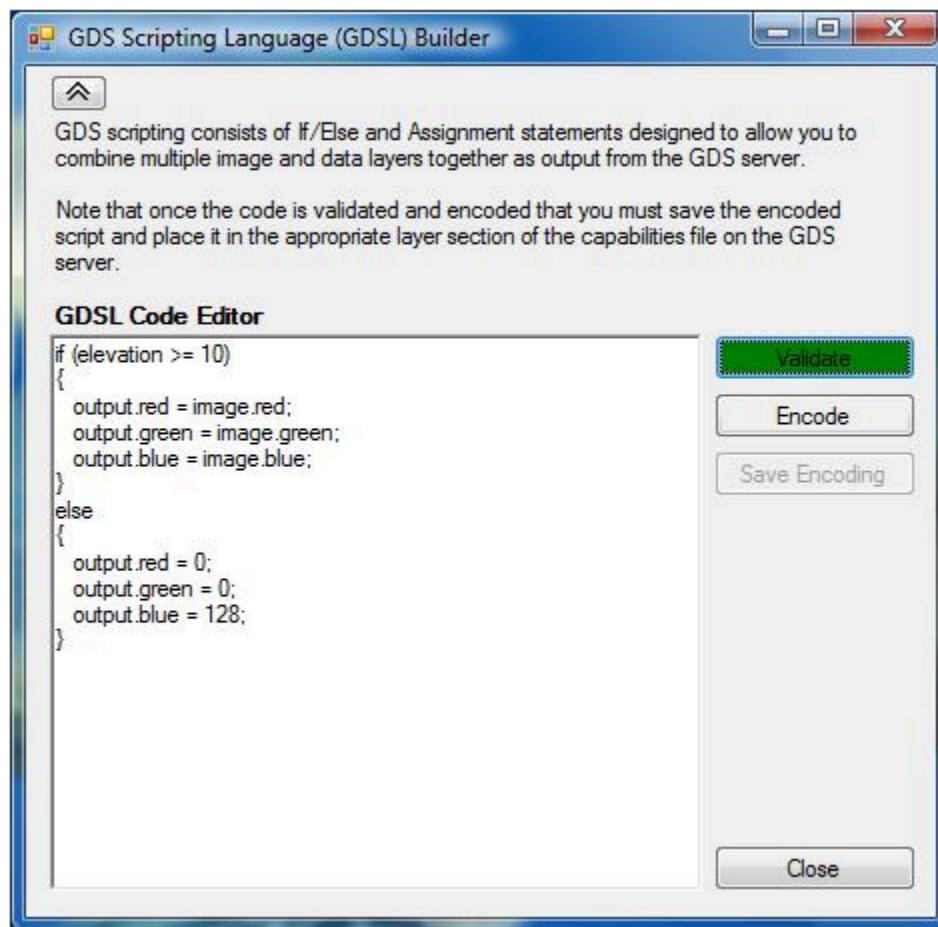 GDS Scripting Language (GDSL) Builder
GDS scripting consists of If/Else and Assignment statements designed to allow you to
combine multiple image and data layers together as output from the GDS server.
Note that once the code is validated and encoded that you must save the encoded
script and place it in the appropriate layer section of the capabilities file on the GDS
server.
GDSL Code Editor
if (elevation >= 10)
{
output.red = image.red;
output.green = image.green;
output.blue = image.blue;
}
else
{
output.red = 0;
output.green = 0;
output.blue = 128;
}
Validate
Encode
Save Encoding
Close